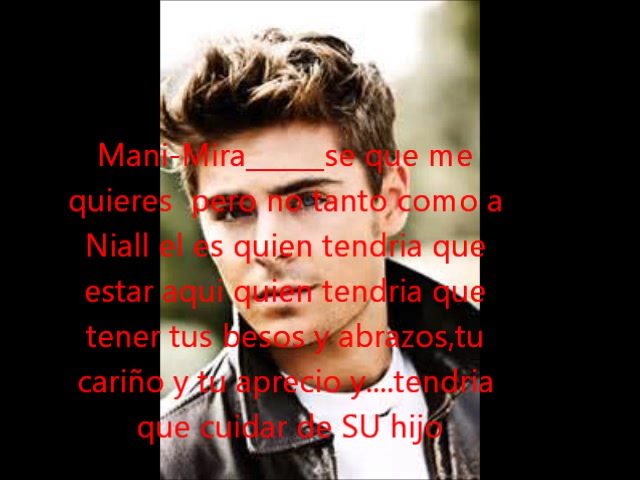 Mani-Mira______se que me
quieres pero no tanto como a
Niall el es quien tendria que
estar aqui quien tendria que
tener tus besos y abrazos,tu
cariño y tu aprecio y....tendria
que cuidar de SU hijo